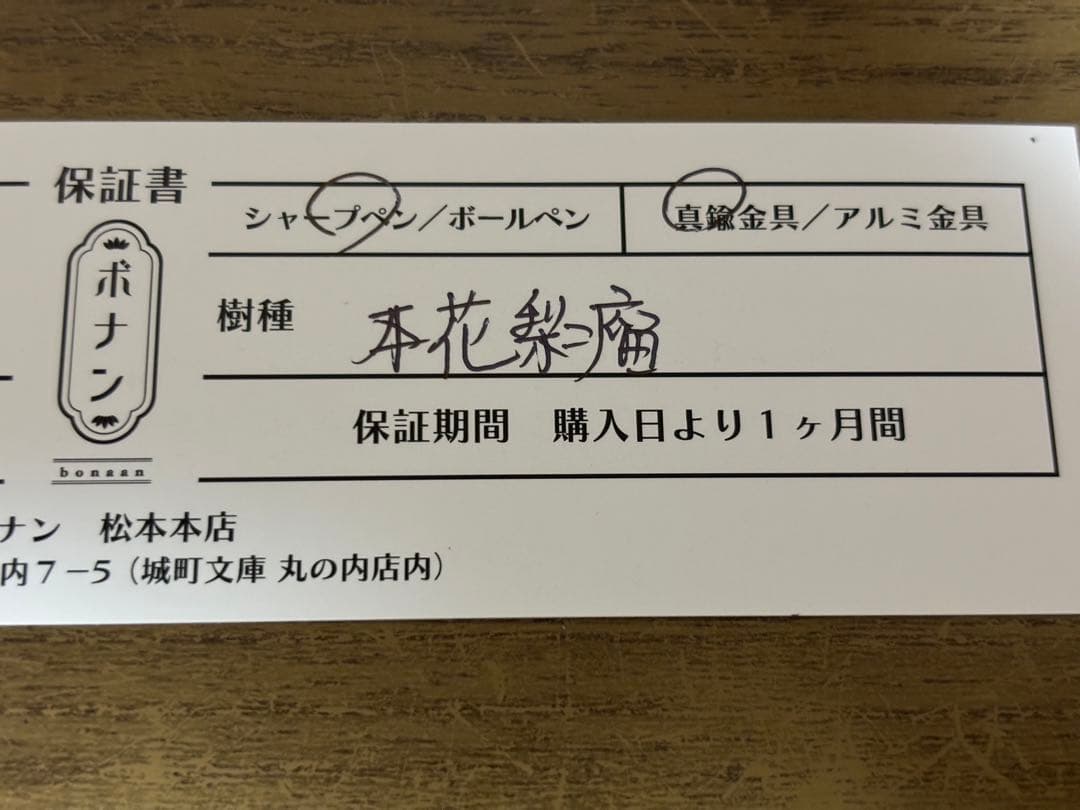 保証書
ボナン
bonaan
シャープペン/ボールペン
真鍮金具/アルミ金具
樹種
本花梨 瘤
保証期間 購入日より1ヶ月間
ナン 松本本店
内7-5(城町文庫 丸の内店内)